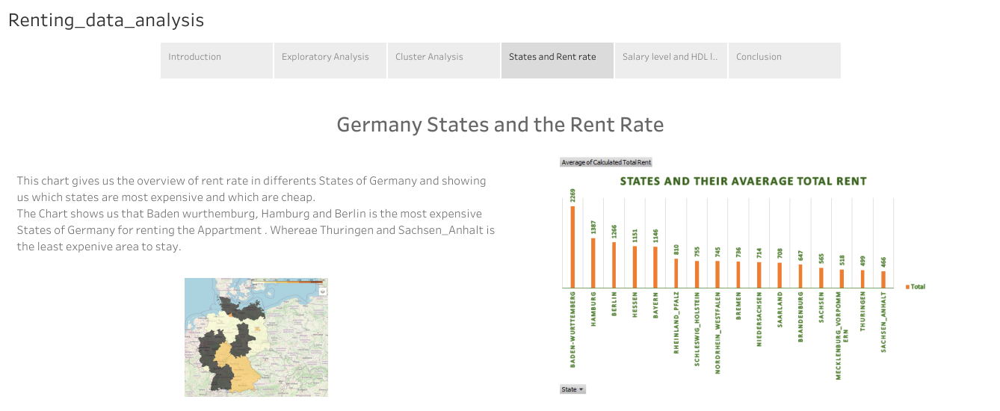 Renting_data_analysis
Introduction
Exploratory Analysis
Cluster Analysis
States and Rent rate
Salary level and HDL l..
Conclusion
Germany States and the Rent Rate
This chart gives us the overview of rent rate in differents States of Germany and showing
us which states are most expensive and which are cheap.
The Chart shows us that Baden wurthemburg, Hamburg and Berlin is the most expensive
States of Germany for renting the Appartment . Whereae Thuringen and Sachsen_Anhalt is
the least expenive area to stay.
Average of Calculated Total Rent
STATES AND THEIR AVAERAGE TOTAL RENT
2269
1387
1266
1151
1146
810
755
745
736
714
708
647
565
518
499
466
Total
BADEN-WURTTEMBERG
HAMBURG
BERLIN
HESSEN
BAYERN
RHEINLAND_PFALZ
SCHLESWIG_HOLSTEIN
NORDRHEIN_WESTFALEN
BREMEN
NIEDERSACHSEN
SAARLAND
BRANDENBURG
SACHSEN
MECKLENBURG_VORPOMM
ERN
THURINGEN
SACHSEN_ANHALT
State